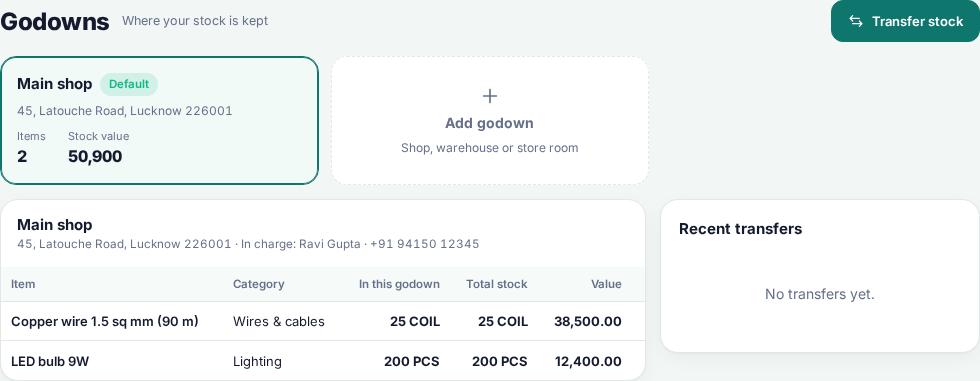 Godowns Where your stock is kept
Transfer stock
Main shop Default
45, Latouche Road, Lucknow 226001
Items Stock value
2 50,900
Add godown
Shop, warehouse or store room
Main shop
45, Latouche Road, Lucknow 226001 · In charge: Ravi Gupta · +91 94150 12345
Item Category In this godown Total stock Value
Copper wire 1.5 sq mm (90 m) Wires & cables 25 COIL 25 COIL 38,500.00
LED bulb 9W Lighting 200 PCS 200 PCS 12,400.00
Recent transfers
No transfers yet.